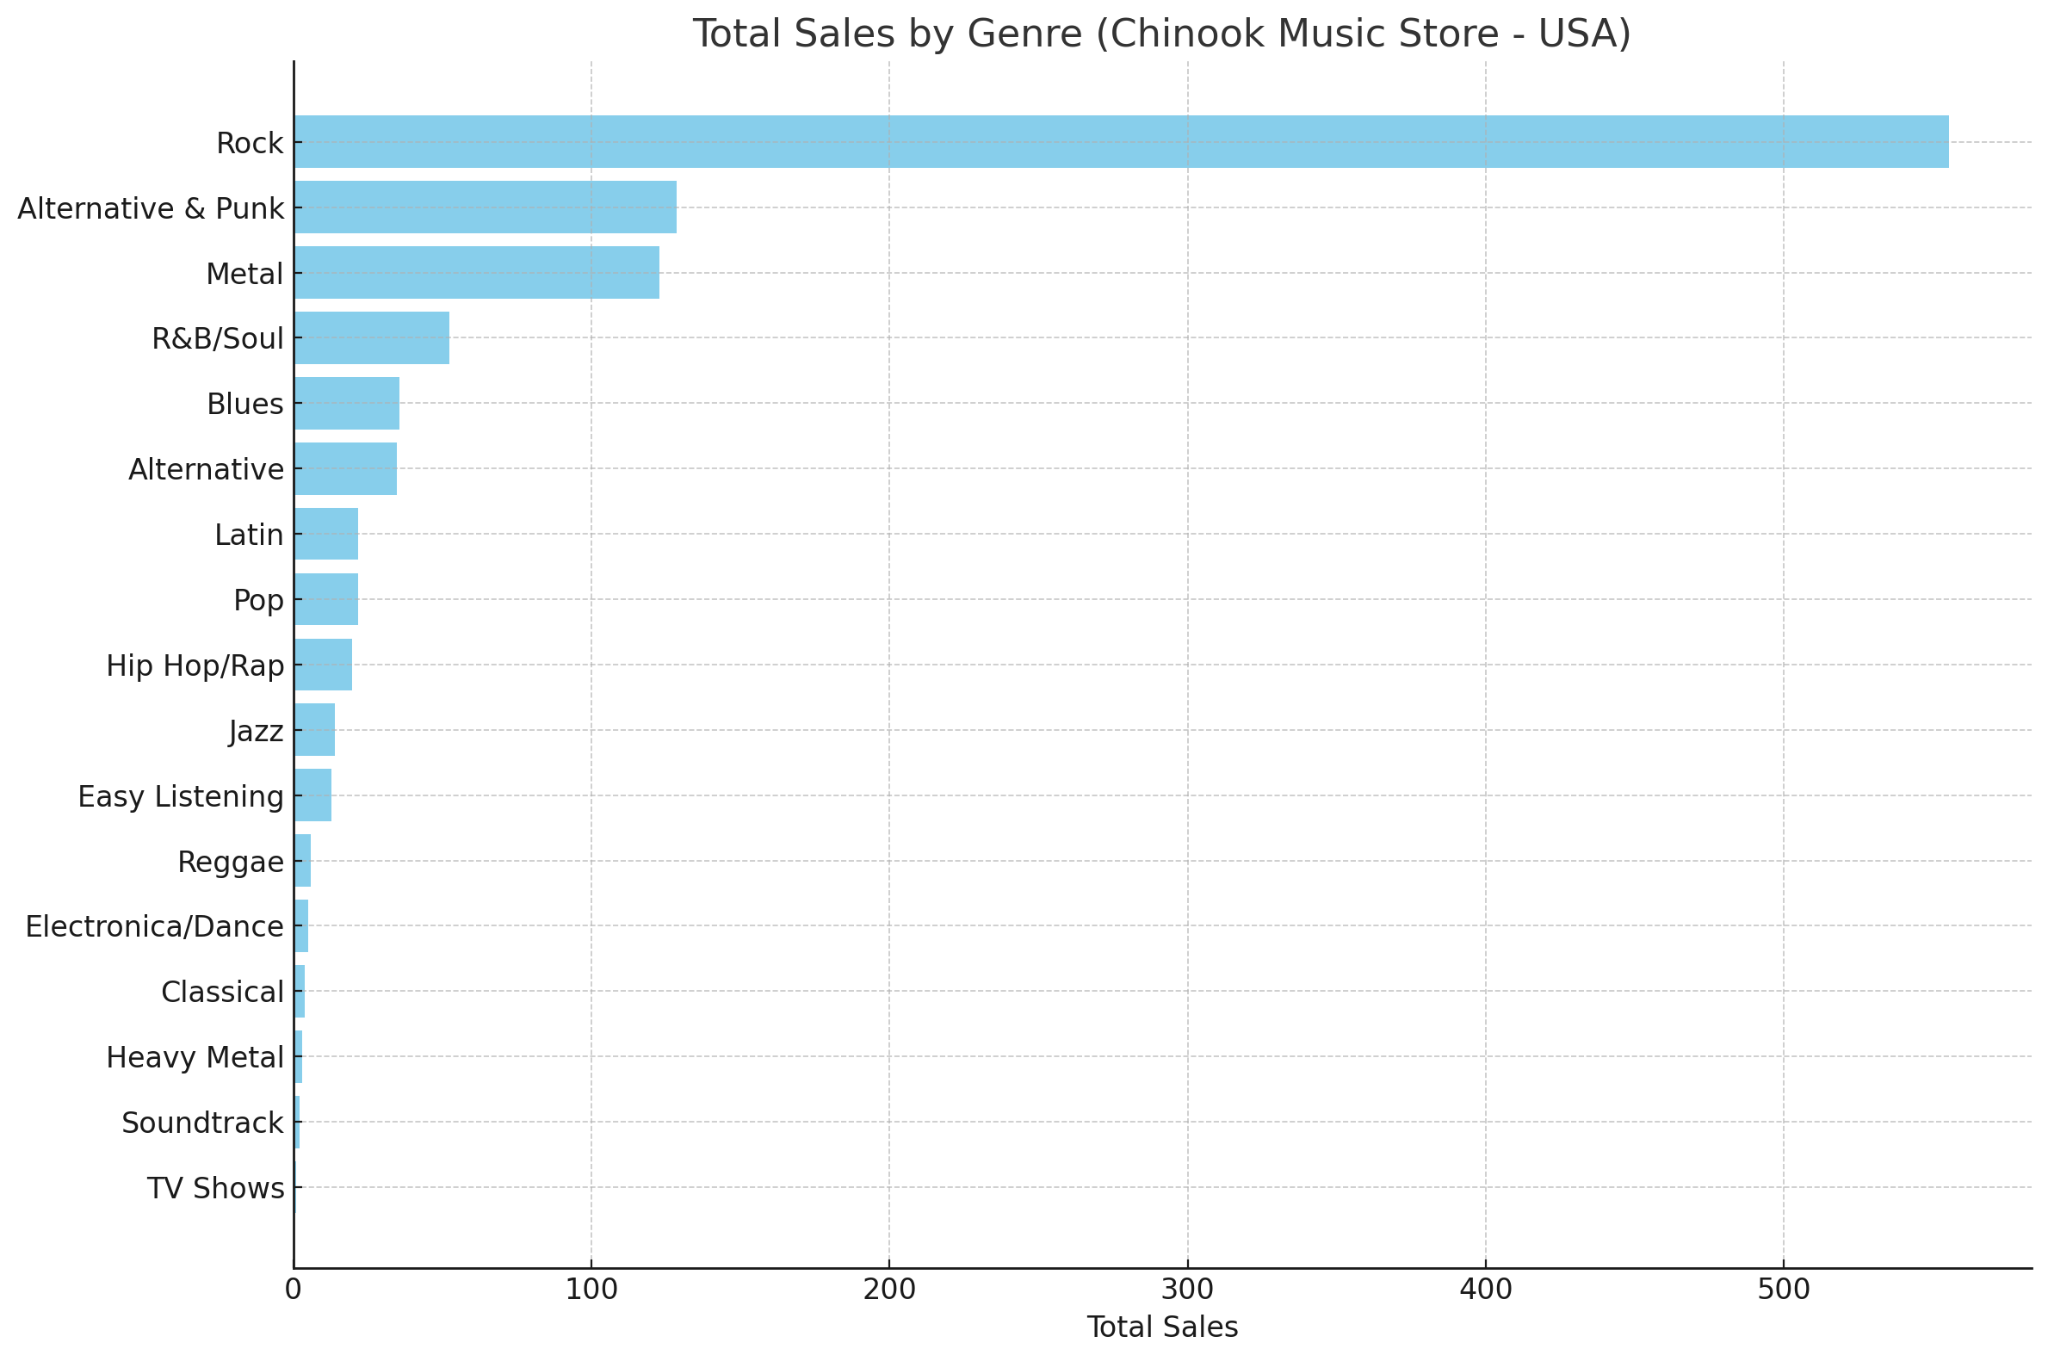 Total Sales by Genre (Chinook Music Store - USA)
Rock
Alternative & Punk
Metal
R&B/Soul
Blues
Alternative
Latin
Pop
Hip Hop/Rap
Jazz
Easy Listening
Reggae
Electronica/Dance
Classical
Heavy Metal
Soundtrack
TV Shows
0 100 200 300 400 500
Total Sales